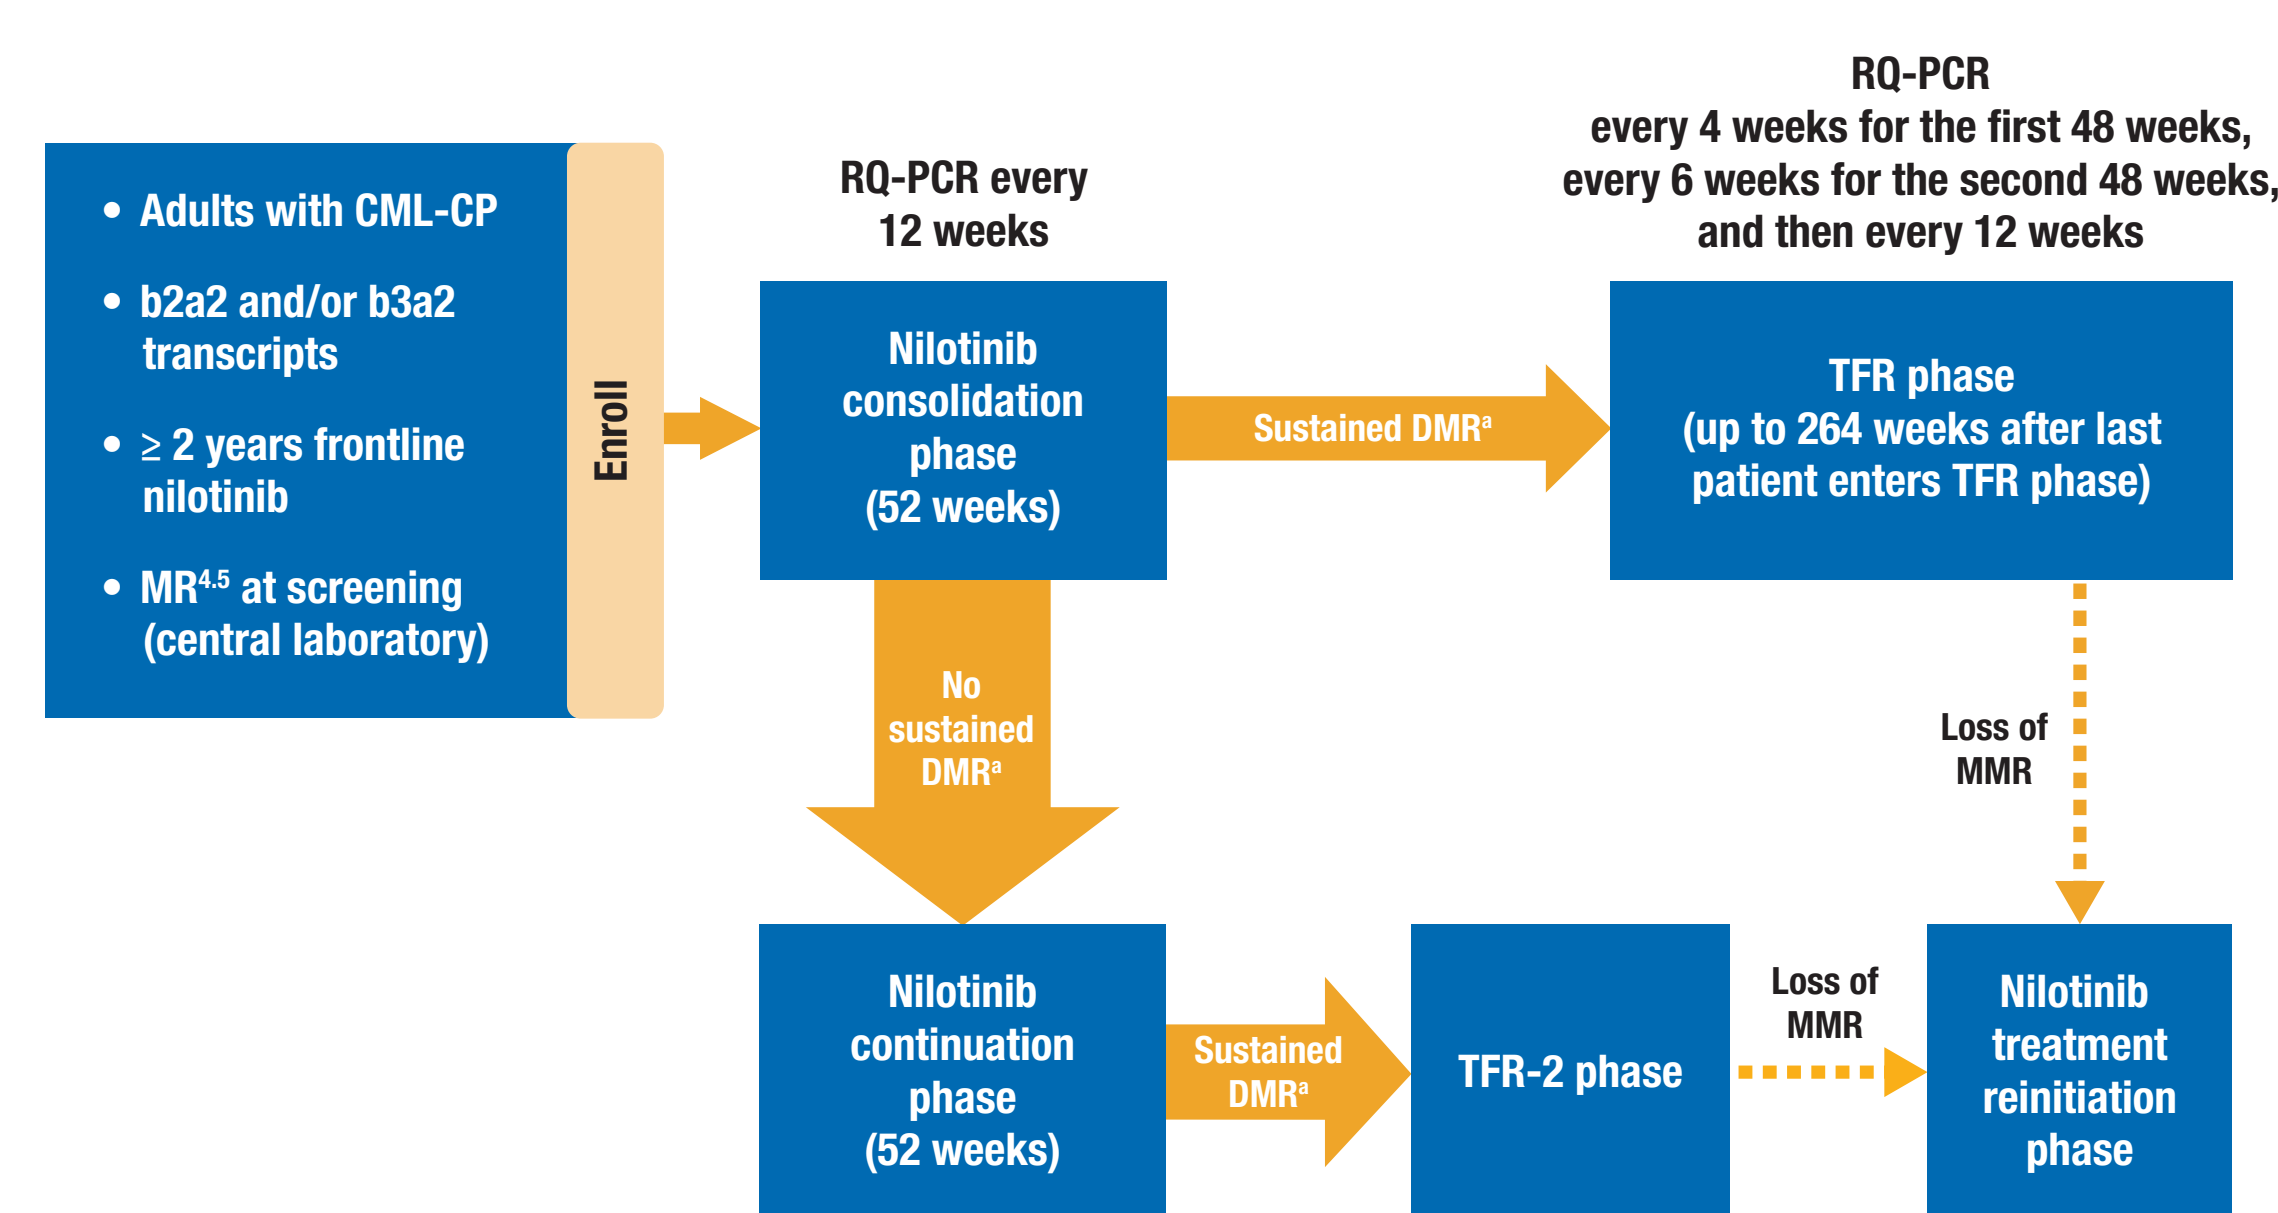 • Adults with CML-CP
• b2a2 and/or b3a2
transcripts
• ≥ 2 years frontline
nilotinib
• MR4.5 at screening
(central laboratory)
Enroll
RQ-PCR every
12 weeks
Nilotinib
consolidation
phase
(52 weeks)
Sustained DMRa
RQ-PCR
every 4 weeks for the first 48 weeks,
every 6 weeks for the second 48 weeks,
and then every 12 weeks
TFR phase
(up to 264 weeks after last
patient enters TFR phase)
No
sustained
DMRa
Loss of
MMR
Nilotinib
continuation
phase
(52 weeks)
Sustained
DMRa
TFR-2 phase
Loss of
MMR
Nilotinib
treatment
reinitiation
phase